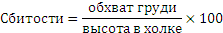 Сбитости = обхват груди / высота в холке × 100